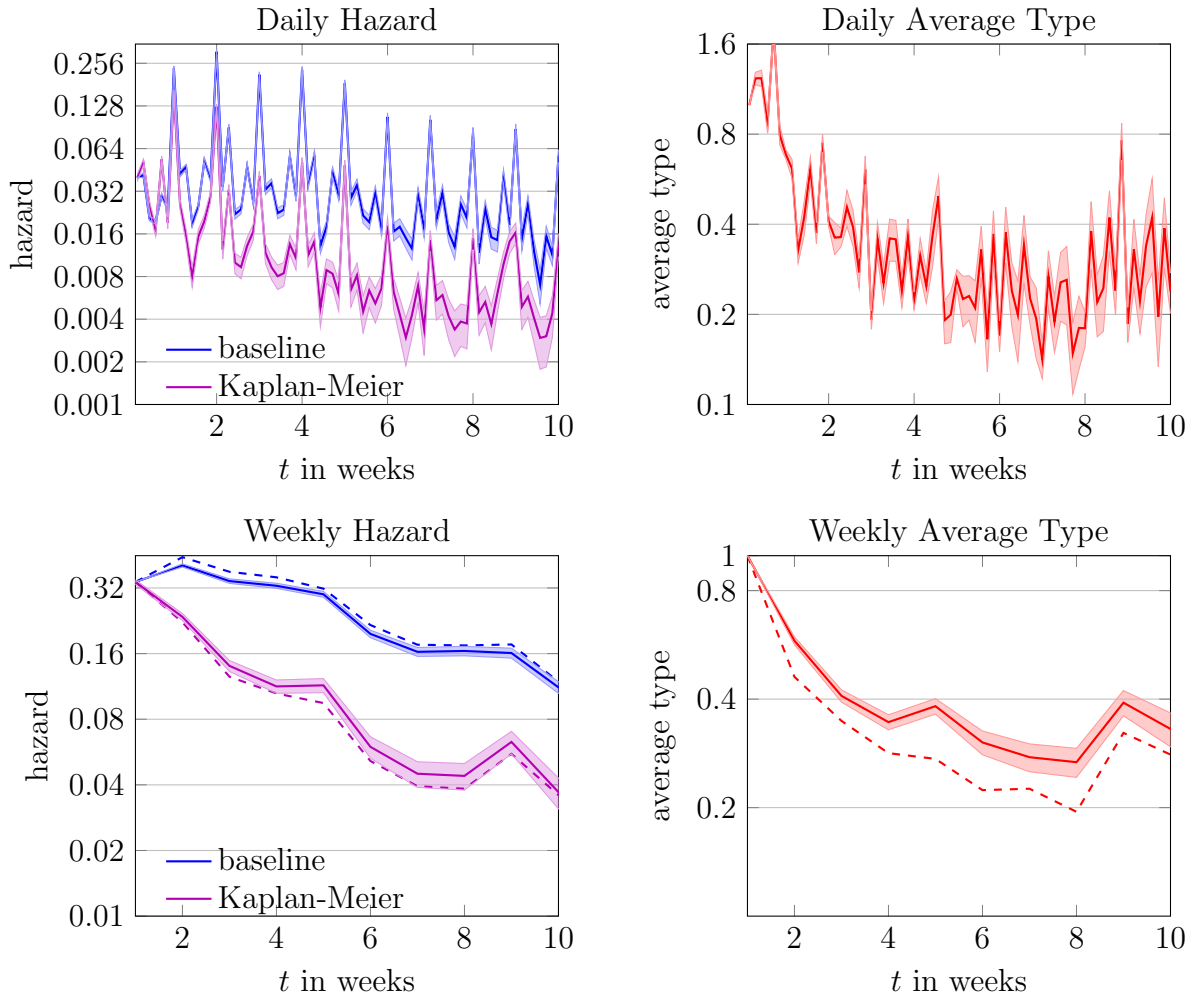 Daily Hazard
0.256
0.128
0.064
0.032
0.016
0.008
0.004
0.002
0.001
hazard
baseline
Kaplan-Meier
2 4 6 8 10
t in weeks
Daily Average Type
1.6
0.8
0.4
0.2
0.1
average type
2 4 6 8 10
t in weeks
Weekly Hazard
0.32
0.16
0.08
0.04
0.02
0.01
hazard
baseline
Kaplan-Meier
2 4 6 8 10
t in weeks
Weekly Average Type
1
0.8
0.4
0.2
average type
2 4 6 8 10
t in weeks